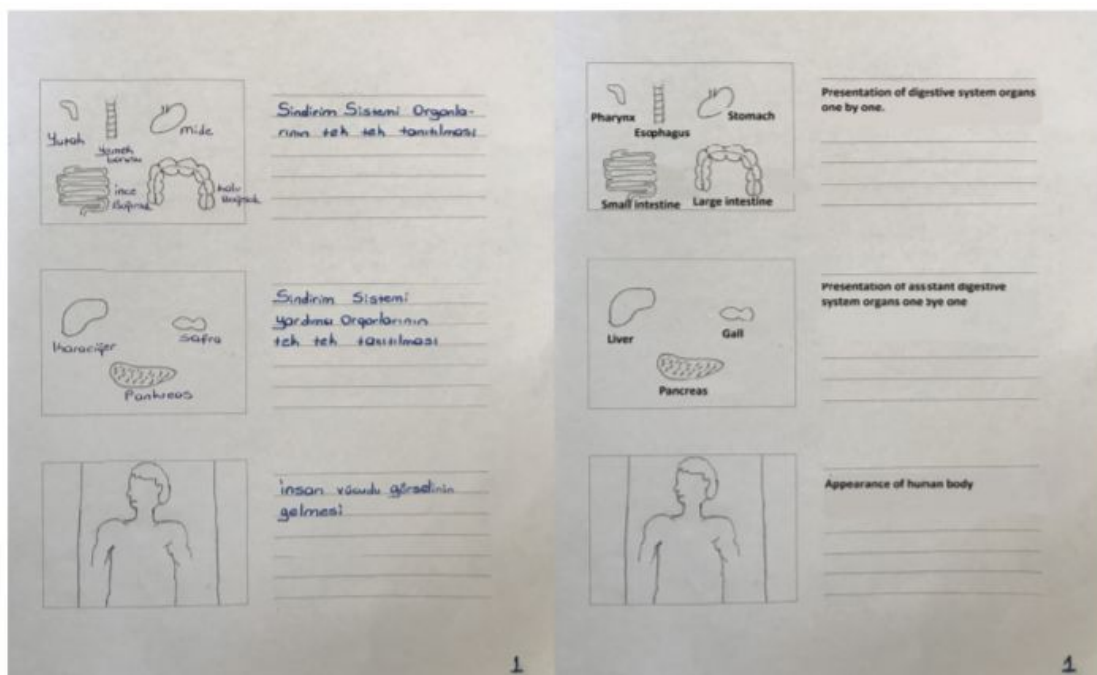 Yutak
Yemek
borusu
mide
ince
Bağırsak
kalın
Bağırsak
Sindirim Sistemi Organla-
rının tek tek tanıtılması
Karaciğer
Safra
Pankreas
Sindirim Sistemi
yardımcı Organlarının
tek tek tanıtılması
insan vücudu görselinin
gelmesi
1
Pharynx
Esophagus
Stomach
Small intestine
Large intestine
Presentation of digestive system organs
one by one.
Liver
Gall
Pancreas
Presentation of assistant digestive
system organs one bye one
Appearance of human body
1